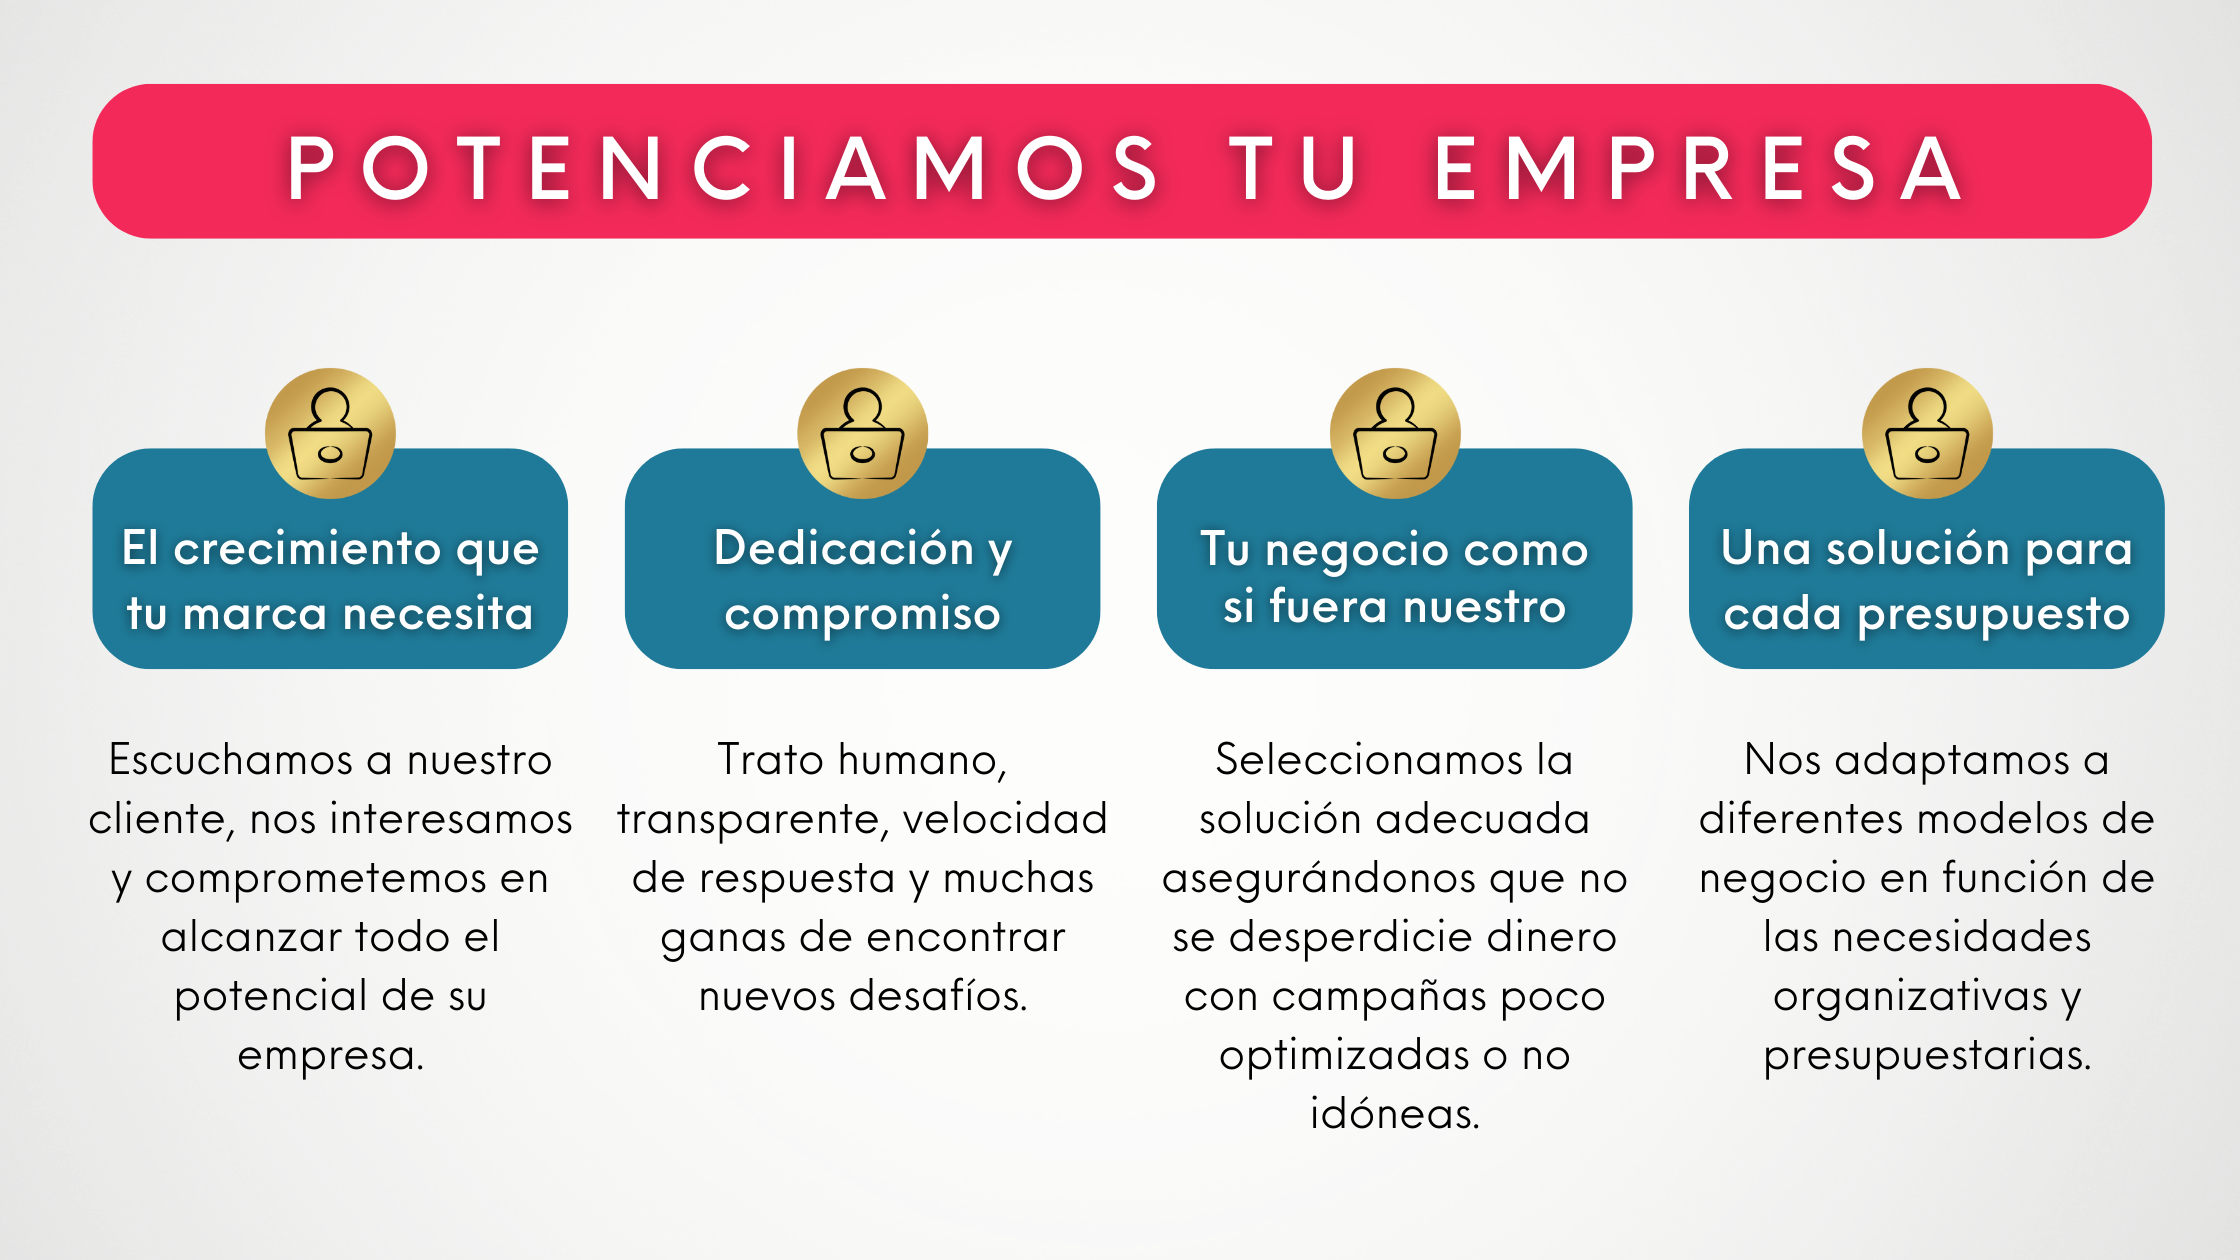 POTENCIAMOS TU EMPRESA
El crecimiento que
tu marca necesita
Escuchamos a nuestro
cliente, nos interesamos
y comprometemos en
alcanzar todo el
potencial de su
empresa.
Dedicación y
compromiso
Trato humano,
transparente, velocidad
de respuesta y muchas
ganas de encontrar
nuevos desafíos.
Tu negocio como
si fuera nuestro
Seleccionamos la
solución adecuada
asegurándonos que no
se desperdicie dinero
con campañas poco
optimizadas o no
idóneas.
Una solución para
cada presupuesto
Nos adaptamos a
diferentes modelos de
negocio en función de
las necesidades
organizativas y
presupuestarias.